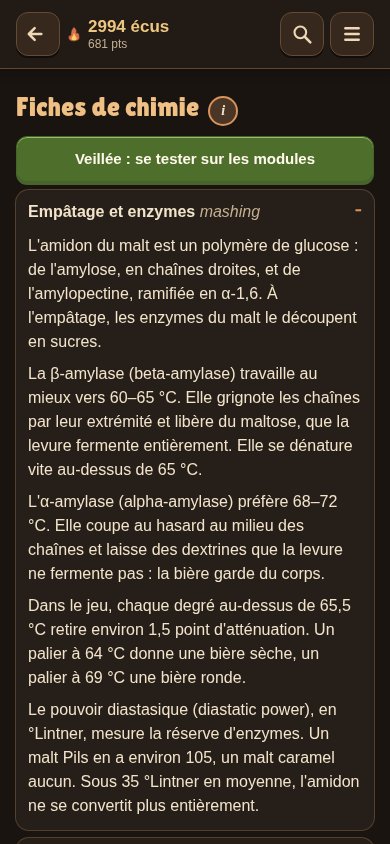 2994 écus
681 pts
Fiches de chimie i
Veillée : se tester sur les modules
Empâtage et enzymes mashing -
L'amidon du malt est un polymère de glucose :
de l'amylose, en chaînes droites, et de
l'amylopectine, ramifiée en α-1,6. À
l'empâtage, les enzymes du malt le découpent
en sucres.
La β-amylase (beta-amylase) travaille au
mieux vers 60–65 °C. Elle grignote les chaînes
par leur extrémité et libère du maltose, que la
levure fermente entièrement. Elle se dénature
vite au-dessus de 65 °C.
L'α-amylase (alpha-amylase) préfère 68–72
°C. Elle coupe au hasard au milieu des
chaînes et laisse des dextrines que la levure
ne fermente pas : la bière garde du corps.
Dans le jeu, chaque degré au-dessus de 65,5
°C retire environ 1,5 point d'atténuation. Un
palier à 64 °C donne une bière sèche, un
palier à 69 °C une bière ronde.
Le pouvoir diastasique (diastatic power), en
°Lintner, mesure la réserve d'enzymes. Un
malt Pils en a environ 105, un malt caramel
aucun. Sous 35 °Lintner en moyenne, l'amidon
ne se convertit plus entièrement.